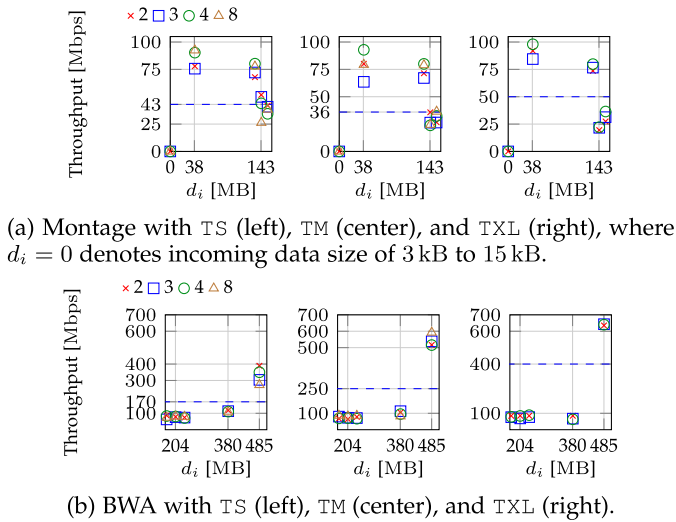 × 2 □ 3 ○ 4 △ 8
Throughput [Mbps]
100
75
43
25
0
0 38 143
d_i [MB]
100
75
50
36
25
0
0 38 143
d_i [MB]
100
75
50
25
0
0 38 143
d_i [MB]
(a) Montage with TS (left), TM (center), and TXL (right), where
d_i = 0 denotes incoming data size of 3 kB to 15 kB.
× 2 □ 3 ○ 4 △ 8
Throughput [Mbps]
700
600
400
300
170
100
204 380 485
d_i [MB]
700
600
400
250
100
204 380 485
d_i [MB]
700
600
400
100
204 380 485
d_i [MB]
(b) BWA with TS (left), TM (center), and TXL (right).